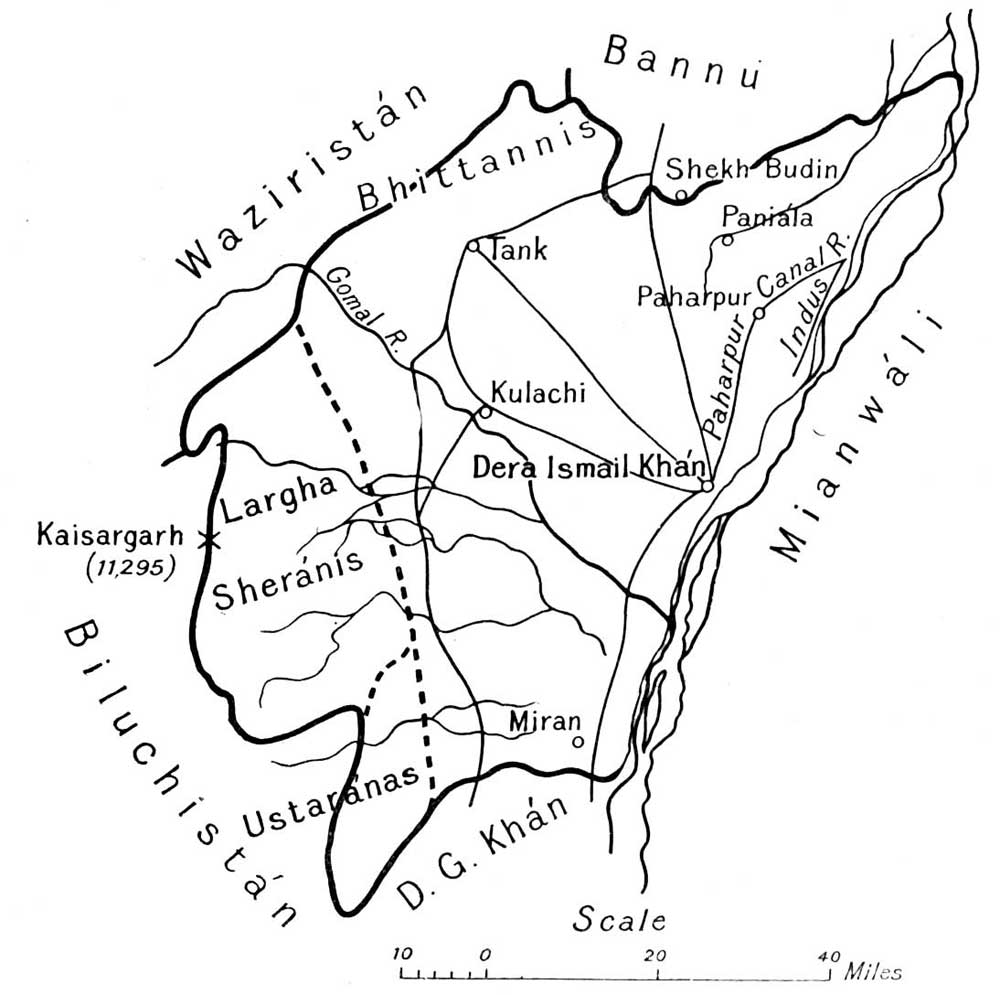 Bannu
Waziristán
Bhittannis
Shekh Budin
Paniála
Tank
Gomal R.
Paharpur
Canal R.
Paharpur
Indus
Mianwáli
Kulachi
Dera Ismail Khán
Largha
Kaisargarh
(11,295)
Sheránis
Biluchistán
Miran
Ustaránas
D. G. Khán
Scale
10 0 20 40 Miles